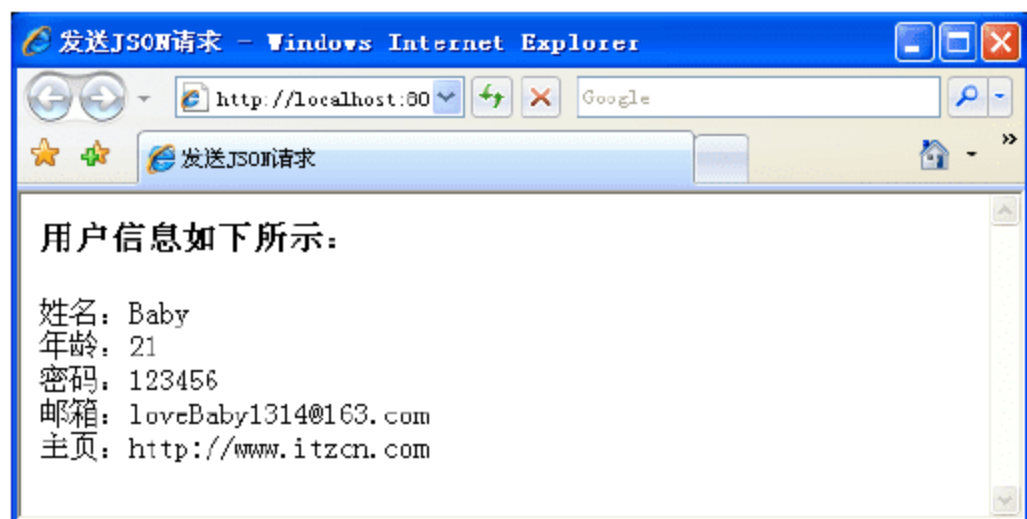 发送JSON请求 - Windows Internet Explorer
http://localhost:80
Google
发送JSON请求
»
用户信息如下所示：
姓名：Baby
年龄：21
密码：123456
邮箱：loveBaby1314@163.com
主页：http://www.itzcn.com